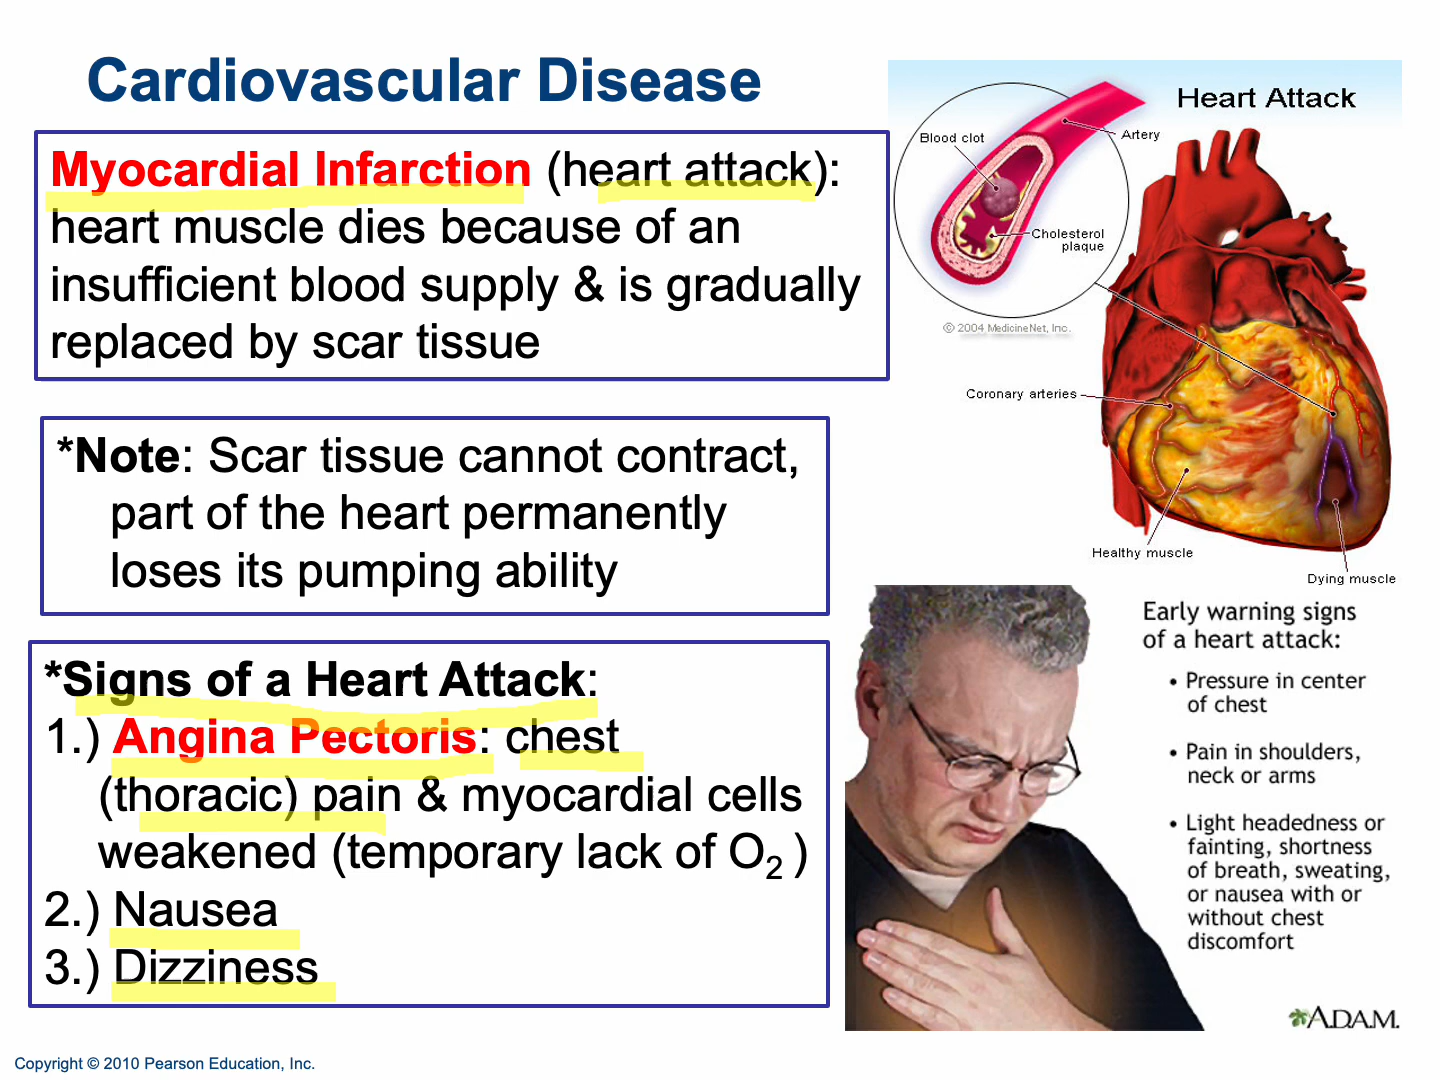 Cardiovascular Disease
Myocardial Infarction (heart attack):
heart muscle dies because of an
insufficient blood supply & is gradually
replaced by scar tissue
*Note: Scar tissue cannot contract,
part of the heart permanently
loses its pumping ability
*Signs of a Heart Attack:
1.) Angina Pectoris: chest
(thoracic) pain & myocardial cells
weakened (temporary lack of O₂ )
2.) Nausea
3.) Dizziness
Heart Attack
Blood clot
Artery
Cholesterol
plaque
© 2004 MedicineNet, Inc.
Coronary arteries
Healthy muscle
Dying muscle
Early warning signs
of a heart attack:
• Pressure in center
of chest
• Pain in shoulders,
neck or arms
• Light headedness or
fainting, shortness
of breath, sweating,
or nausea with or
without chest
discomfort
A.D.A.M.
Copyright © 2010 Pearson Education, Inc.